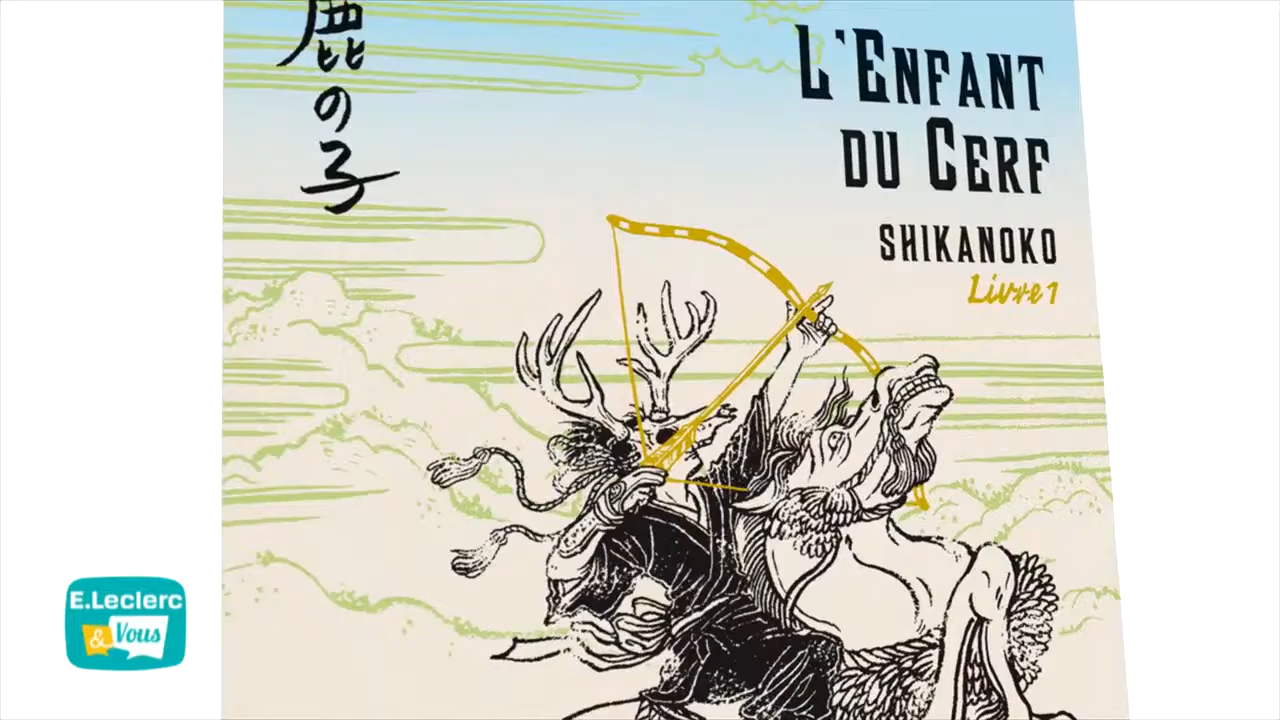 鹿の子
L'ENFANT
DU CERF
SHIKANOKO
Livre 1
E.Leclerc
& Vous